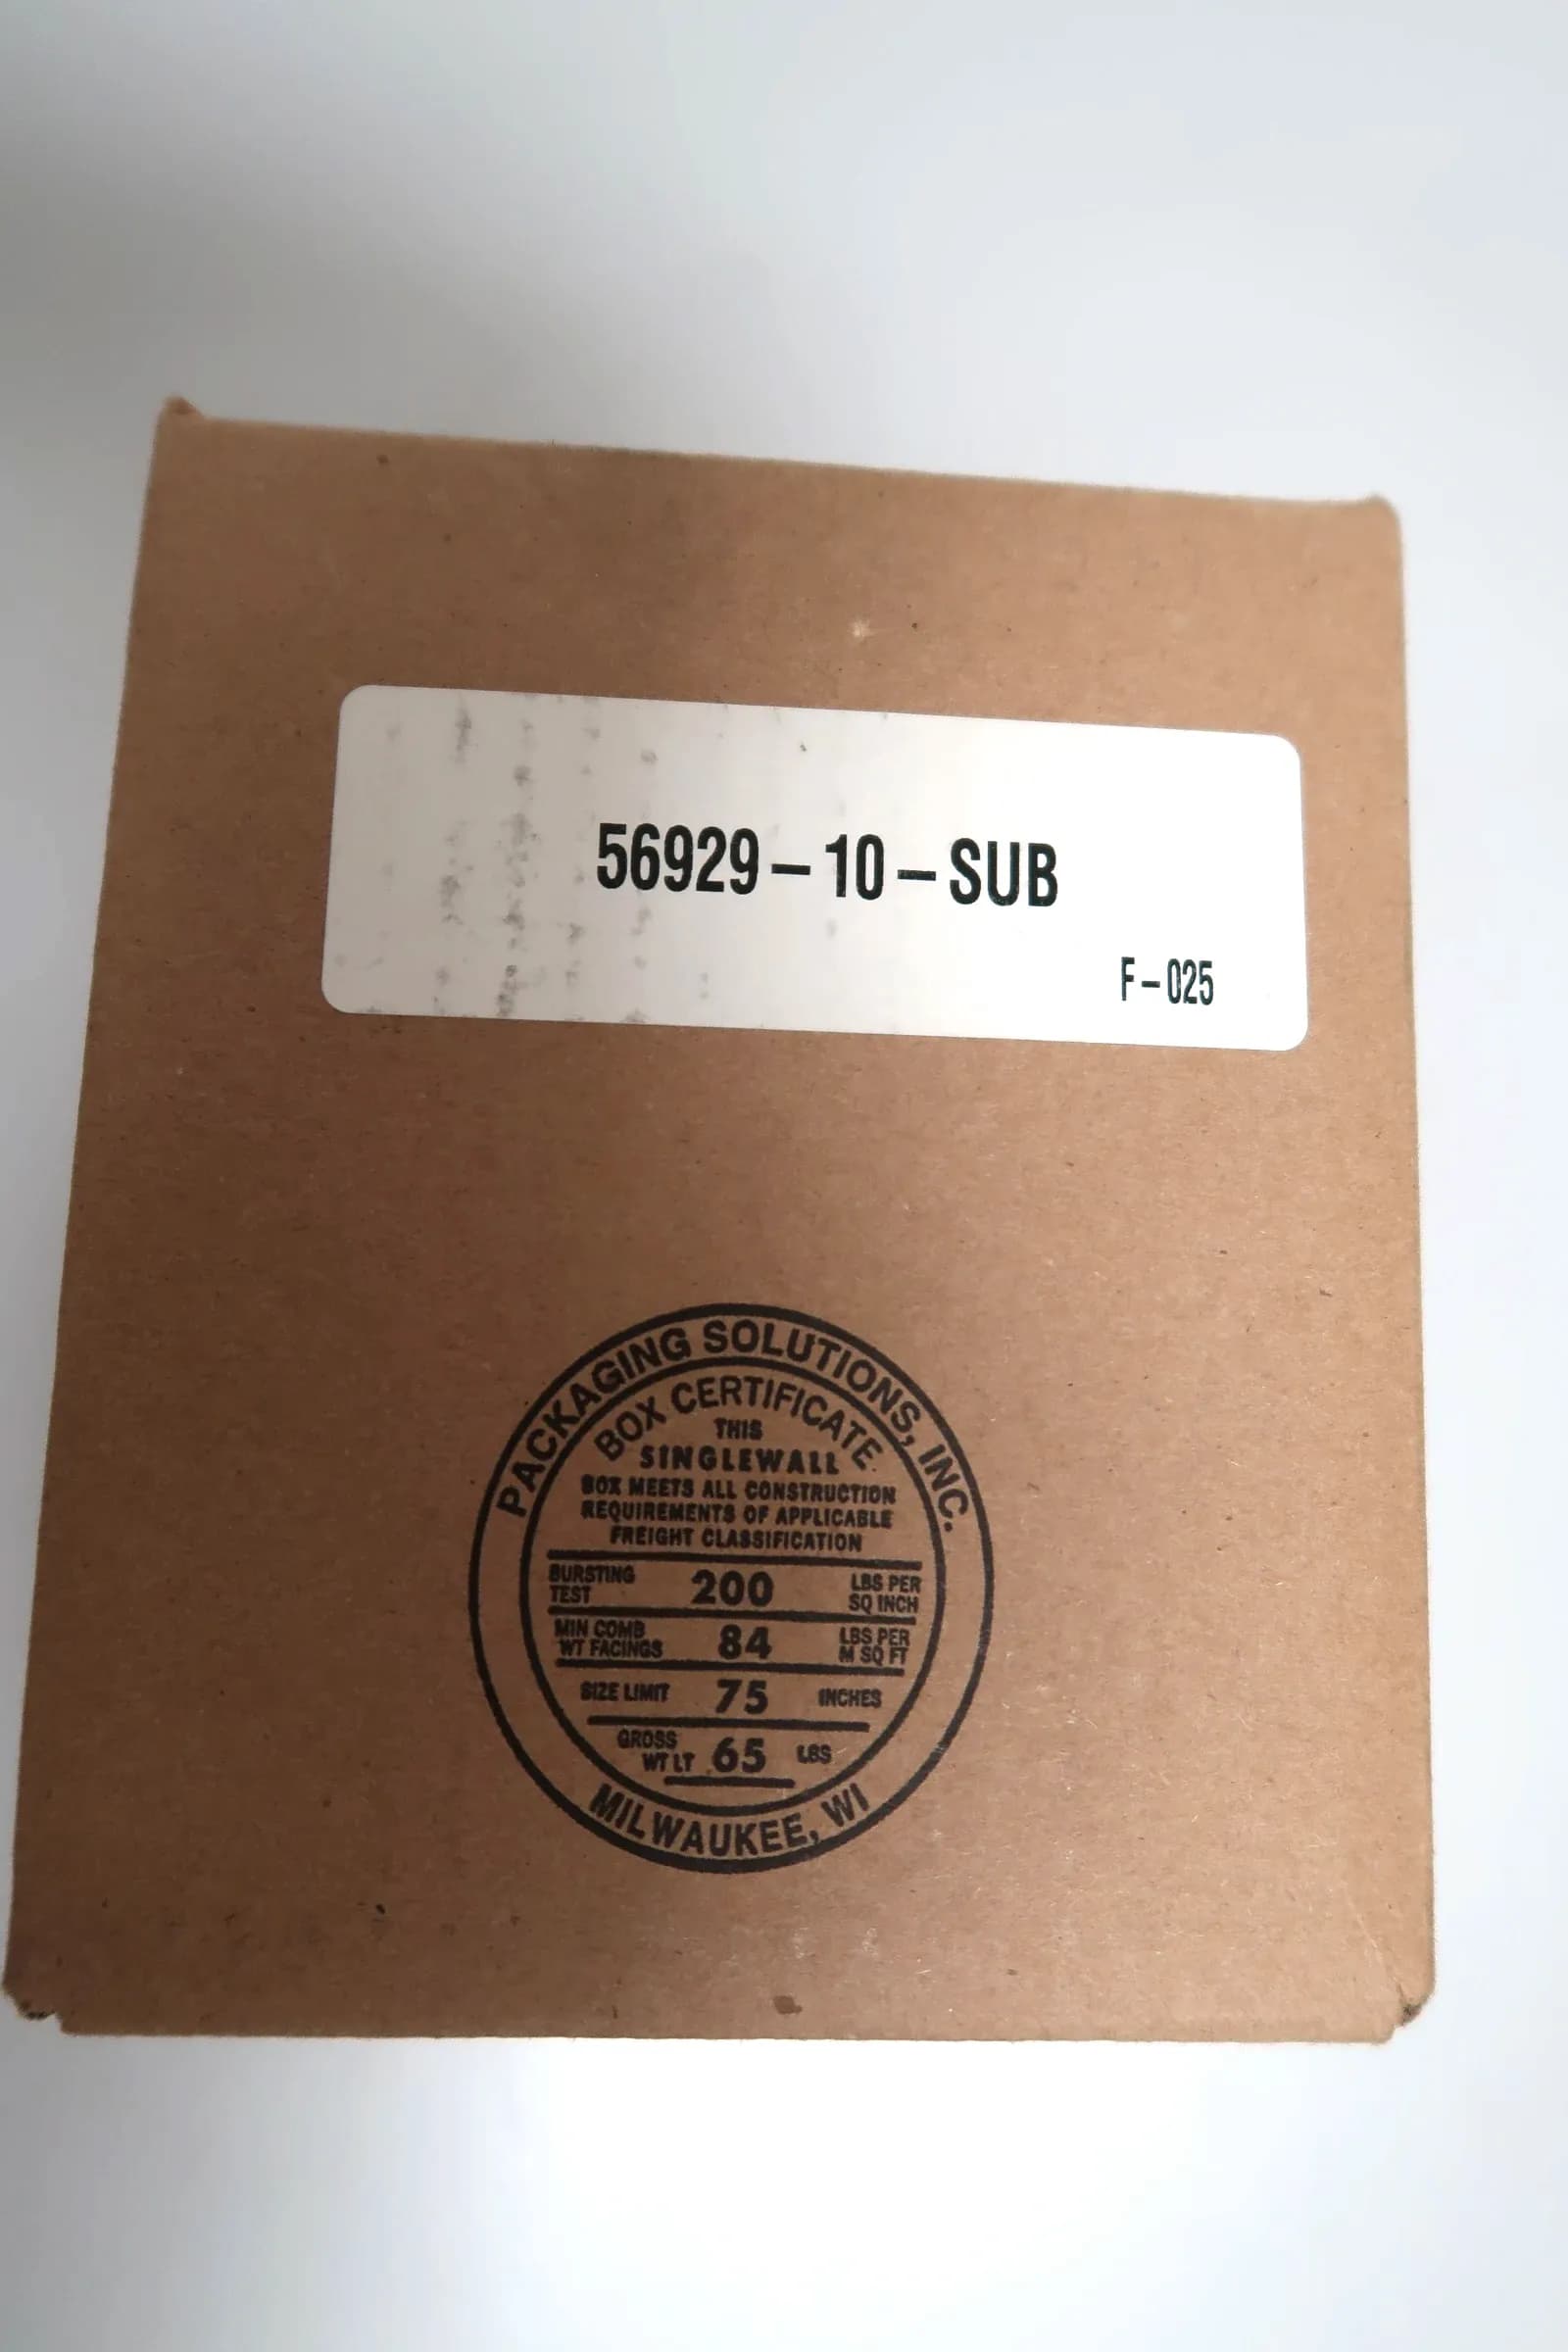 56929-10-SUB
F-025
PACKAGING SOLUTIONS, INC.
BOX CERTIFICATE
THIS
SINGLEWALL
BOX MEETS ALL CONSTRUCTION
REQUIREMENTS OF APPLICABLE
FREIGHT CLASSIFICATION
BURSTING TEST 200 LBS PER SQ INCH
MIN COMB WT FACINGS 84 LBS PER M SQ FT
SIZE LIMIT 75 INCHES
GROSS WT LT 65 LBS
MILWAUKEE, WI